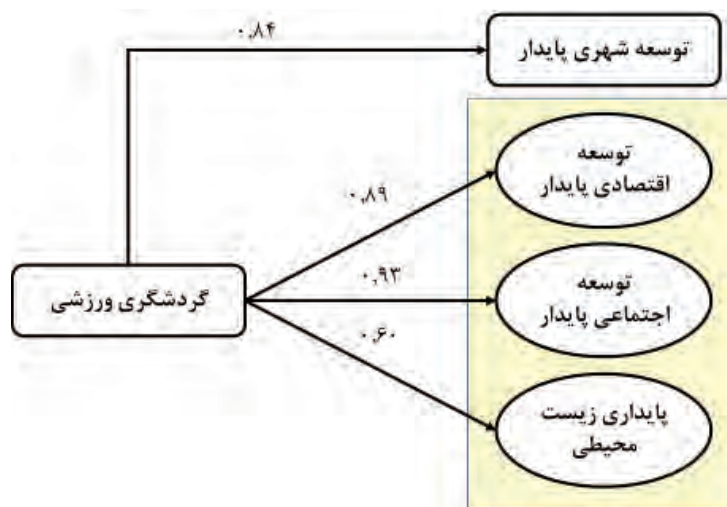 ۰,۸۴
توسعه شهری پایدار
توسعه
اقتصادی پایدار
۰,۸۹
توسعه
اجتماعی پایدار
۰,۹۳
گردشگری ورزشی
۰,۶۰
پایداری زیست
محیطی